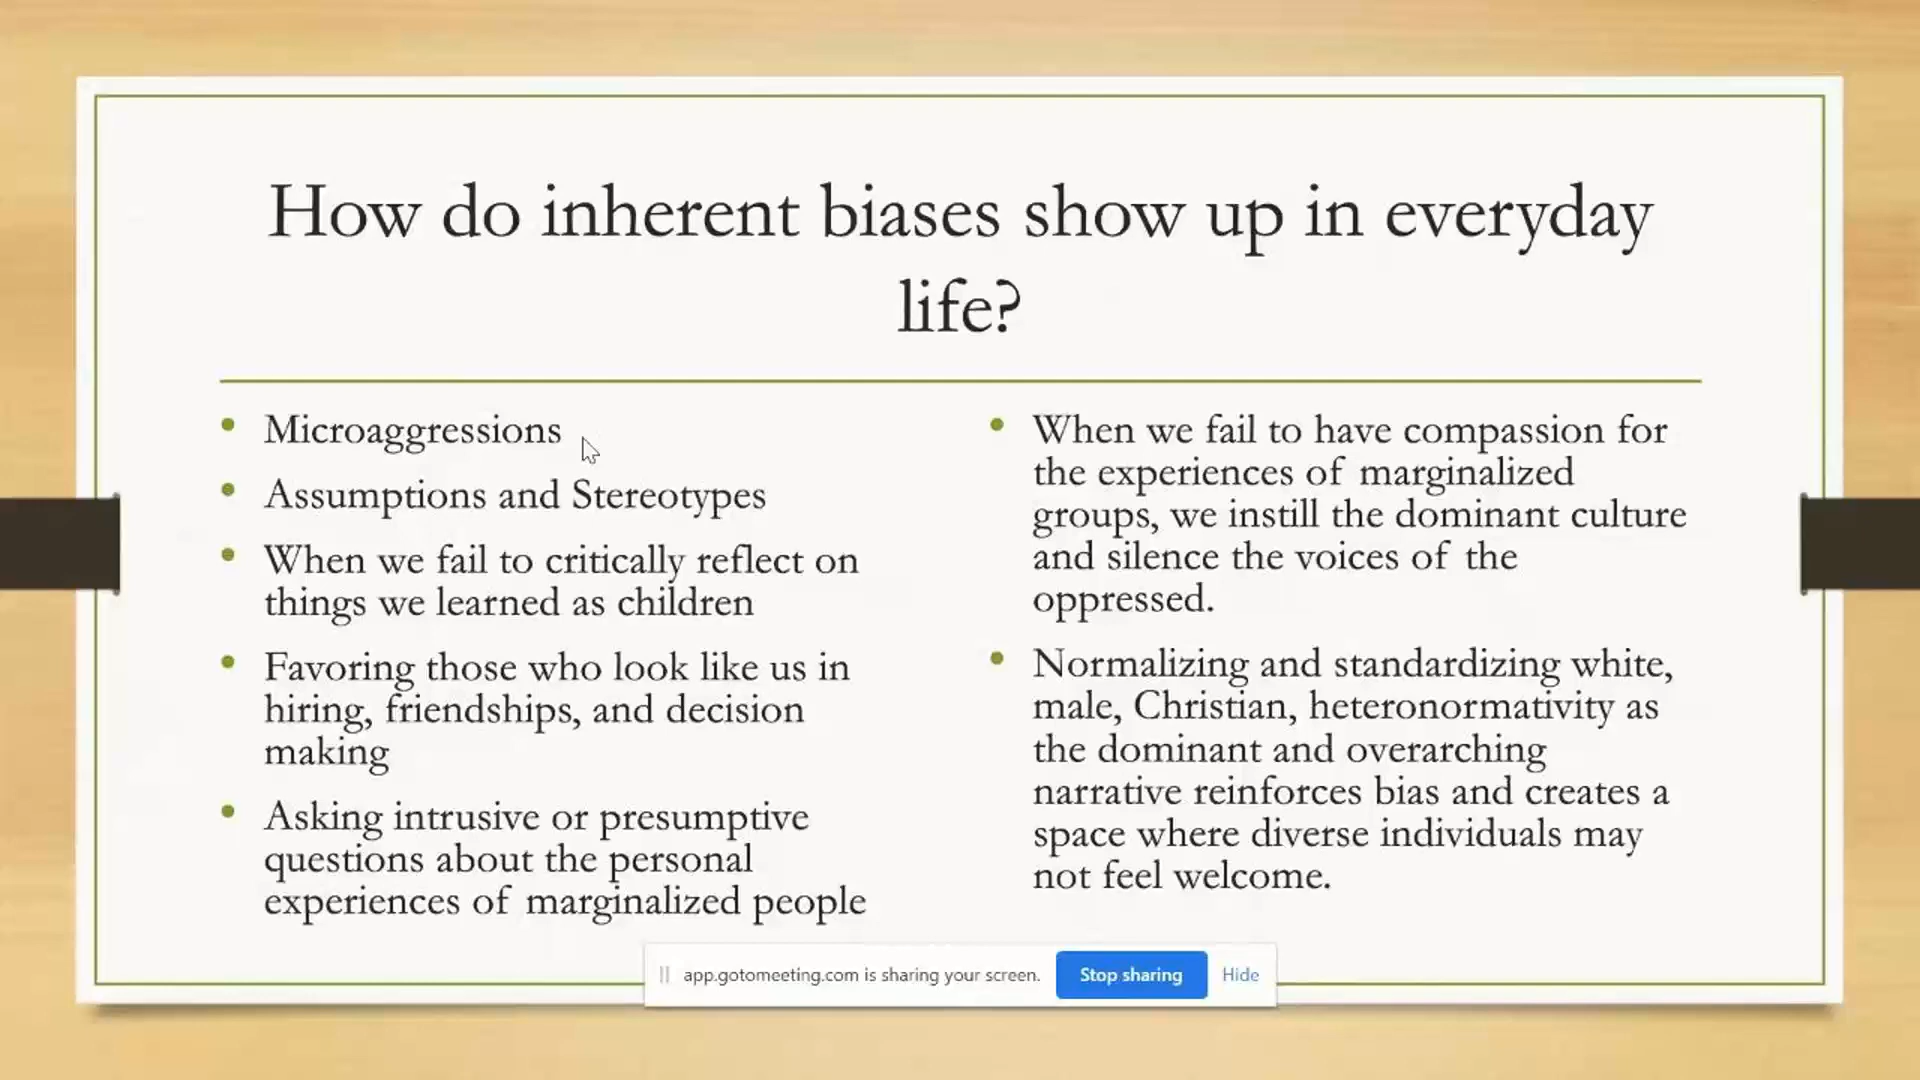 How do inherent biases show up in everyday
life?
Microaggressions
Assumptions and Stereotypes
When we fail to critically reflect on
things we learned as children
Favoring those who look like us in
hiring, friendships, and decision
making
Asking intrusive or presumptive
questions about the personal
experiences of marginalized people
When we fail to have compassion for
the experiences of marginalized
groups, we instill the dominant culture
and silence the voices of the
oppressed.
Normalizing and standardizing white,
male, Christian, heteronormativity as
the dominant and overarching
narrative reinforces bias and creates a
space where diverse individuals may
not feel welcome.
app.gotomeeting.com is sharing your screen. Stop sharing Hide